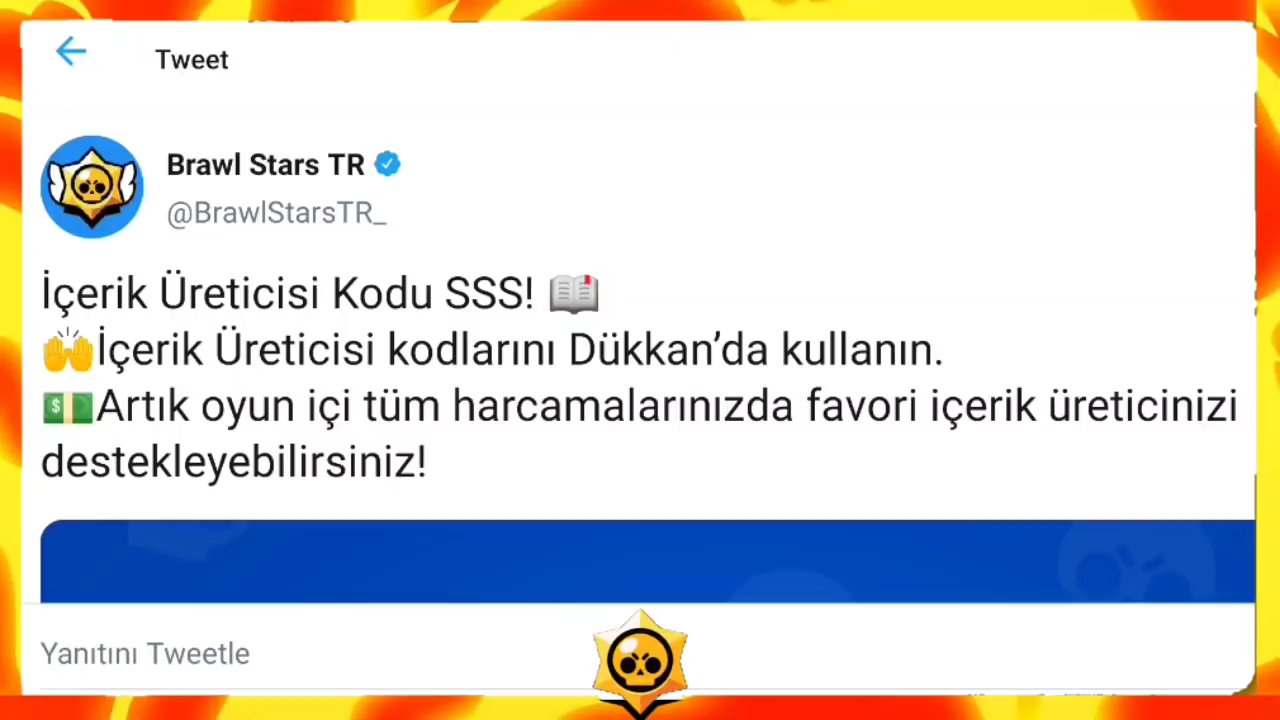 Tweet
Brawl Stars TR
@BrawlStarsTR_
İçerik Üreticisi Kodu SSS! 📖
🙌İçerik Üreticisi kodlarını Dükkan’da kullanın.
💵Artık oyun içi tüm harcamalarınızda favori içerik üreticinizi
destekleyebilirsiniz!
Yanıtını Tweetle